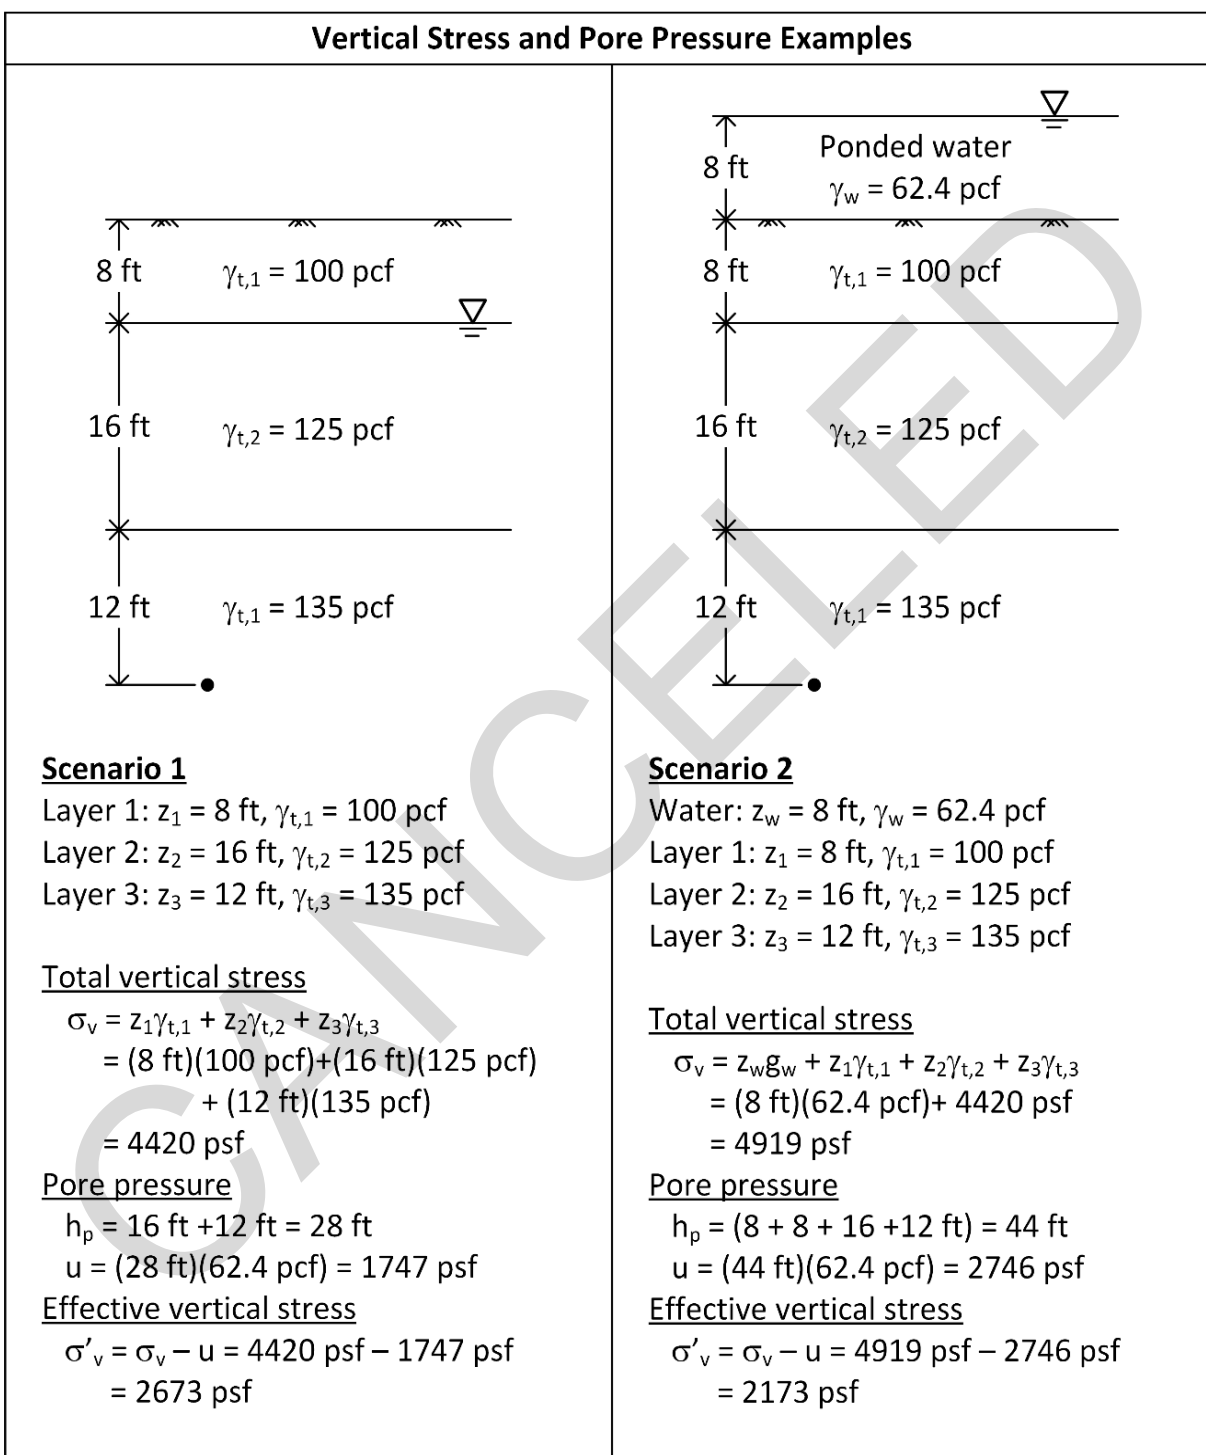 Vertical Stress and Pore Pressure Examples
8 ft
γt,1 = 100 pcf
16 ft
γt,2 = 125 pcf
12 ft
γt,1 = 135 pcf
Scenario 1
Layer 1: z1 = 8 ft, γt,1 = 100 pcf
Layer 2: z2 = 16 ft, γt,2 = 125 pcf
Layer 3: z3 = 12 ft, γt,3 = 135 pcf
Total vertical stress
σv = z1γt,1 + z2γt,2 + z3γt,3
= (8 ft)(100 pcf)+(16 ft)(125 pcf)
+ (12 ft)(135 pcf)
= 4420 psf
Pore pressure
hp = 16 ft +12 ft = 28 ft
u = (28 ft)(62.4 pcf) = 1747 psf
Effective vertical stress
σ'v = σv – u = 4420 psf – 1747 psf
= 2673 psf
Ponded water
8 ft
γw = 62.4 pcf
8 ft
γt,1 = 100 pcf
16 ft
γt,2 = 125 pcf
12 ft
γt,1 = 135 pcf
Scenario 2
Water: zw = 8 ft, γw = 62.4 pcf
Layer 1: z1 = 8 ft, γt,1 = 100 pcf
Layer 2: z2 = 16 ft, γt,2 = 125 pcf
Layer 3: z3 = 12 ft, γt,3 = 135 pcf
Total vertical stress
σv = zwgw + z1γt,1 + z2γt,2 + z3γt,3
= (8 ft)(62.4 pcf)+ 4420 psf
= 4919 psf
Pore pressure
hp = (8 + 8 + 16 +12 ft) = 44 ft
u = (44 ft)(62.4 pcf) = 2746 psf
Effective vertical stress
σ'v = σv – u = 4919 psf – 2746 psf
= 2173 psf
CANCELED